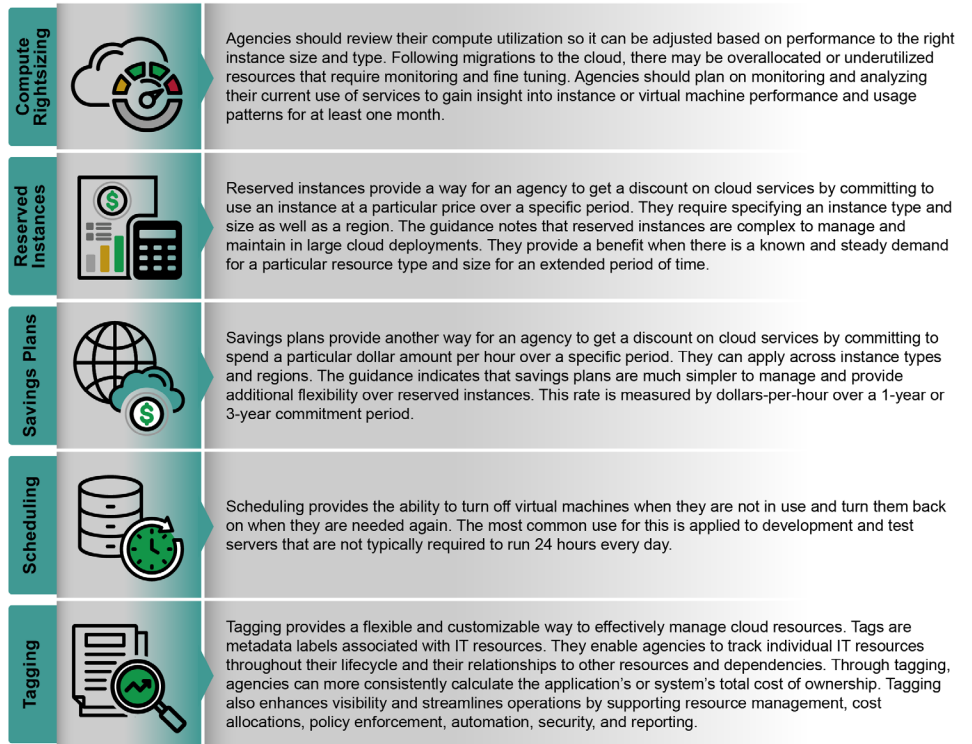 Compute
Rightsizing
Agencies should review their compute utilization so it can be adjusted based on performance to the right
instance size and type. Following migrations to the cloud, there may be overallocated or underutilized
resources that require monitoring and fine tuning. Agencies should plan on monitoring and analyzing
their current use of services to gain insight into instance or virtual machine performance and usage
patterns for at least one month.
Reserved
Instances
$
Reserved instances provide a way for an agency to get a discount on cloud services by committing to
use an instance at a particular price over a specific period. They require specifying an instance type and
size as well as a region. The guidance notes that reserved instances are complex to manage and
maintain in large cloud deployments. They provide a benefit when there is a known and steady demand
for a particular resource type and size for an extended period of time.
Savings Plans
$
Savings plans provide another way for an agency to get a discount on cloud services by committing to
spend a particular dollar amount per hour over a specific period. They can apply across instance types
and regions. The guidance indicates that savings plans are much simpler to manage and provide
additional flexibility over reserved instances. This rate is measured by dollars-per-hour over a 1-year or
3-year commitment period.
Scheduling
Scheduling provides the ability to turn off virtual machines when they are not in use and turn them back
on when they are needed again. The most common use for this is applied to development and test
servers that are not typically required to run 24 hours every day.
Tagging
Tagging provides a flexible and customizable way to effectively manage cloud resources. Tags are
metadata labels associated with IT resources. They enable agencies to track individual IT resources
throughout their lifecycle and their relationships to other resources and dependencies. Through tagging,
agencies can more consistently calculate the application's or system's total cost of ownership. Tagging
also enhances visibility and streamlines operations by supporting resource management, cost
allocations, policy enforcement, automation, security, and reporting.